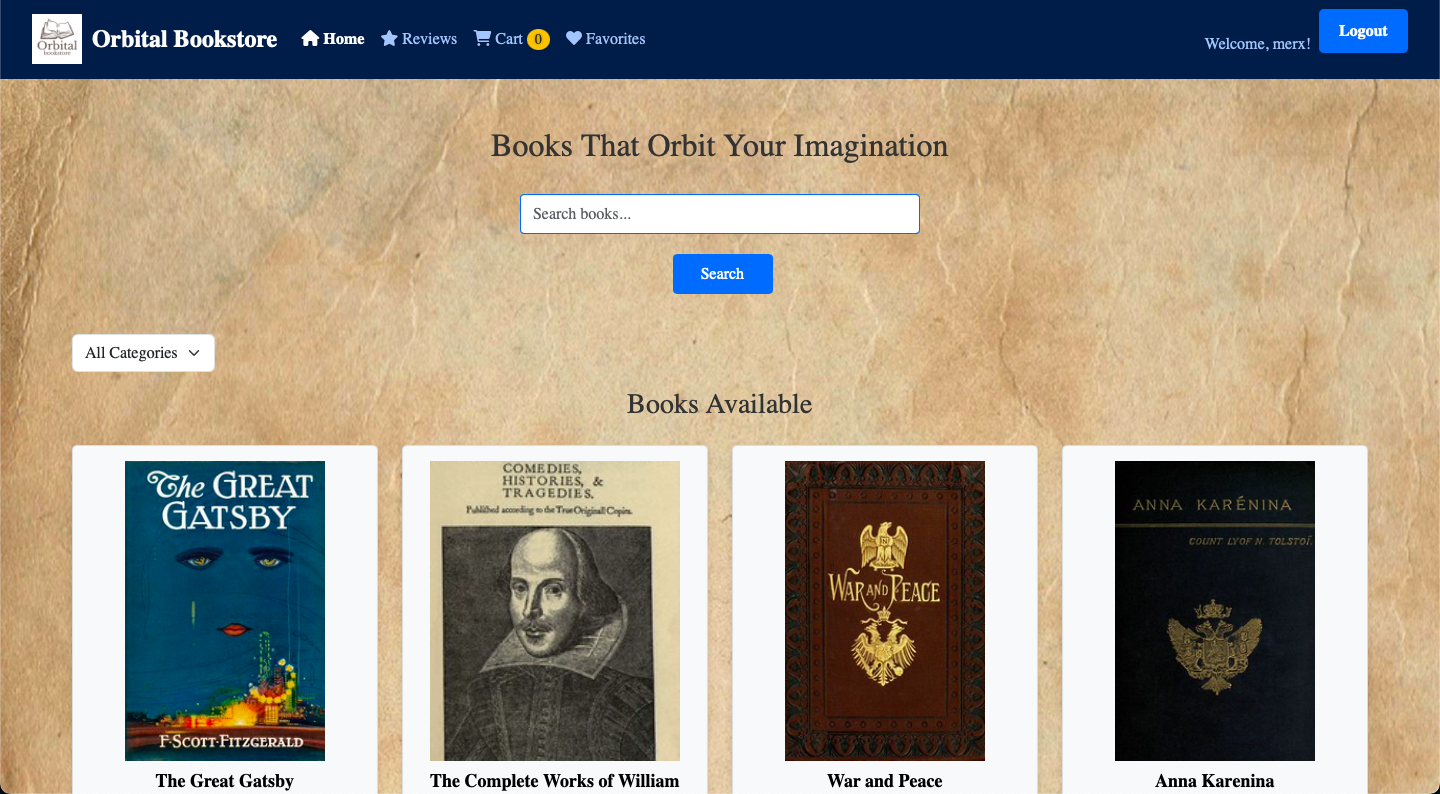 Orbital
bookstore
Orbital Bookstore
Home
Reviews
Cart 0
Favorites
Welcome, merx!
Logout
Books That Orbit Your Imagination
Search books...
Search
All Categories
Books Available
The GREAT
GATSBY
F·SCOTT·FITZGERALD
The Great Gatsby
COMEDIES,
HISTORIES, &
TRAGEDIES.
Publiſhed according to the True Originall Copies.
The Complete Works of William
N
WAR AND PEACE
War and Peace
ANNA KARÉNINA
COUNT LYOF N. TOLSTOÏ.
Anna Karenina